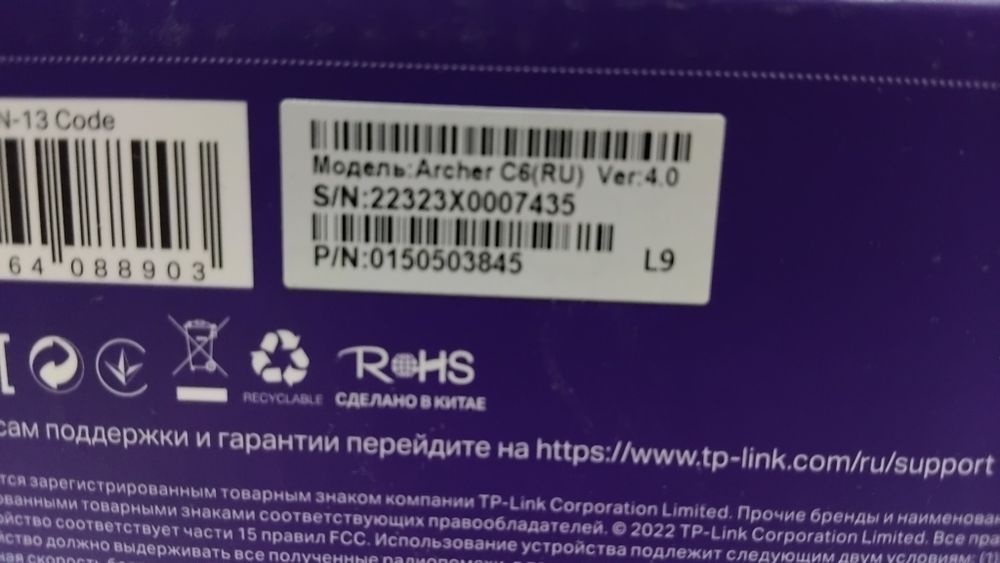 N-13 Code
64 088903
Модель:Archer C6(RU) Ver:4.0
S/N:22323X0007435
P/N:0150503845 L9
RECYCLABLE
RoHS
СДЕЛАНО В КИТАЕ
сам поддержки и гарантии перейдите на https://www.tp-link.com/ru/support
тся зарегистрированным товарным знаком компании TP-Link Corporation Limited. Прочие бренды и наименова
ованными товарными знаками соответствующих правообладателей. © 2022 TP-Link Corporation Limited. Все пра
йство соответствует части 15 правил FCC. Использование устройства подлежит следующим двум условиям: (1)
йство должно выдерживать все полученные